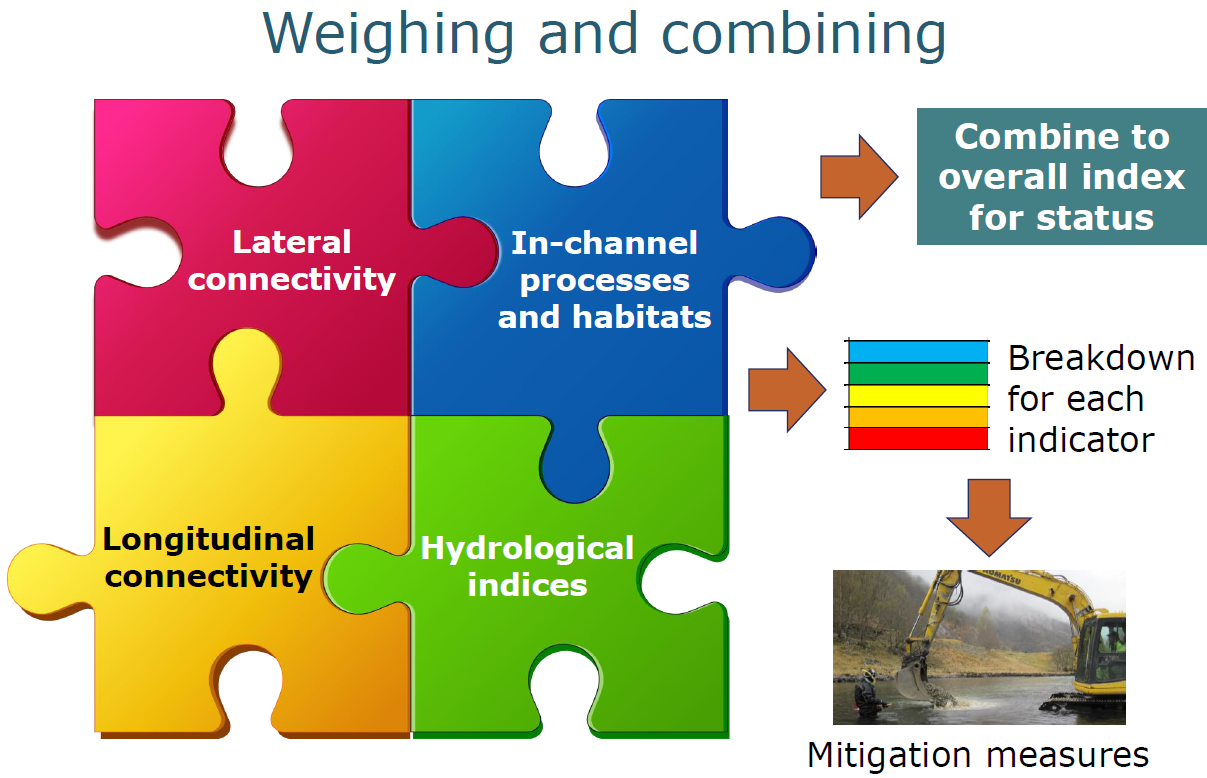 Weighing and combining
Lateral
connectivity
In-channel
processes
and habitats
Longitudinal
connectivity
Hydrological
indices
Combine to
overall index
for status
Breakdown
for each
indicator
KOMATSU
Mitigation measures